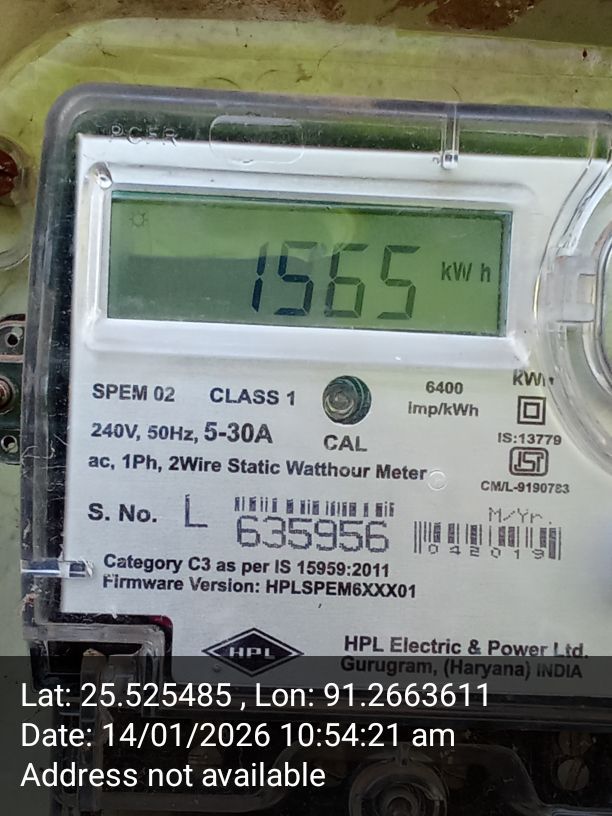 1565 kW h
SPEM 02 CLASS 1
6400
imp/kWh
240V, 50Hz, 5-30A
CAL
IS:13779
ac, 1Ph, 2Wire Static Watthour Meter
CM/L-9190783
S. No. L 635956
M/Yr.
042019
Category C3 as per IS 15959:2011
Firmware Version: HPLSPEM6XXX01
HPL
HPL Electric & Power Ltd.
Gurugram, (Haryana) INDIA
Lat: 25.525485 , Lon: 91.2663611
Date: 14/01/2026 10:54:21 am
Address not available